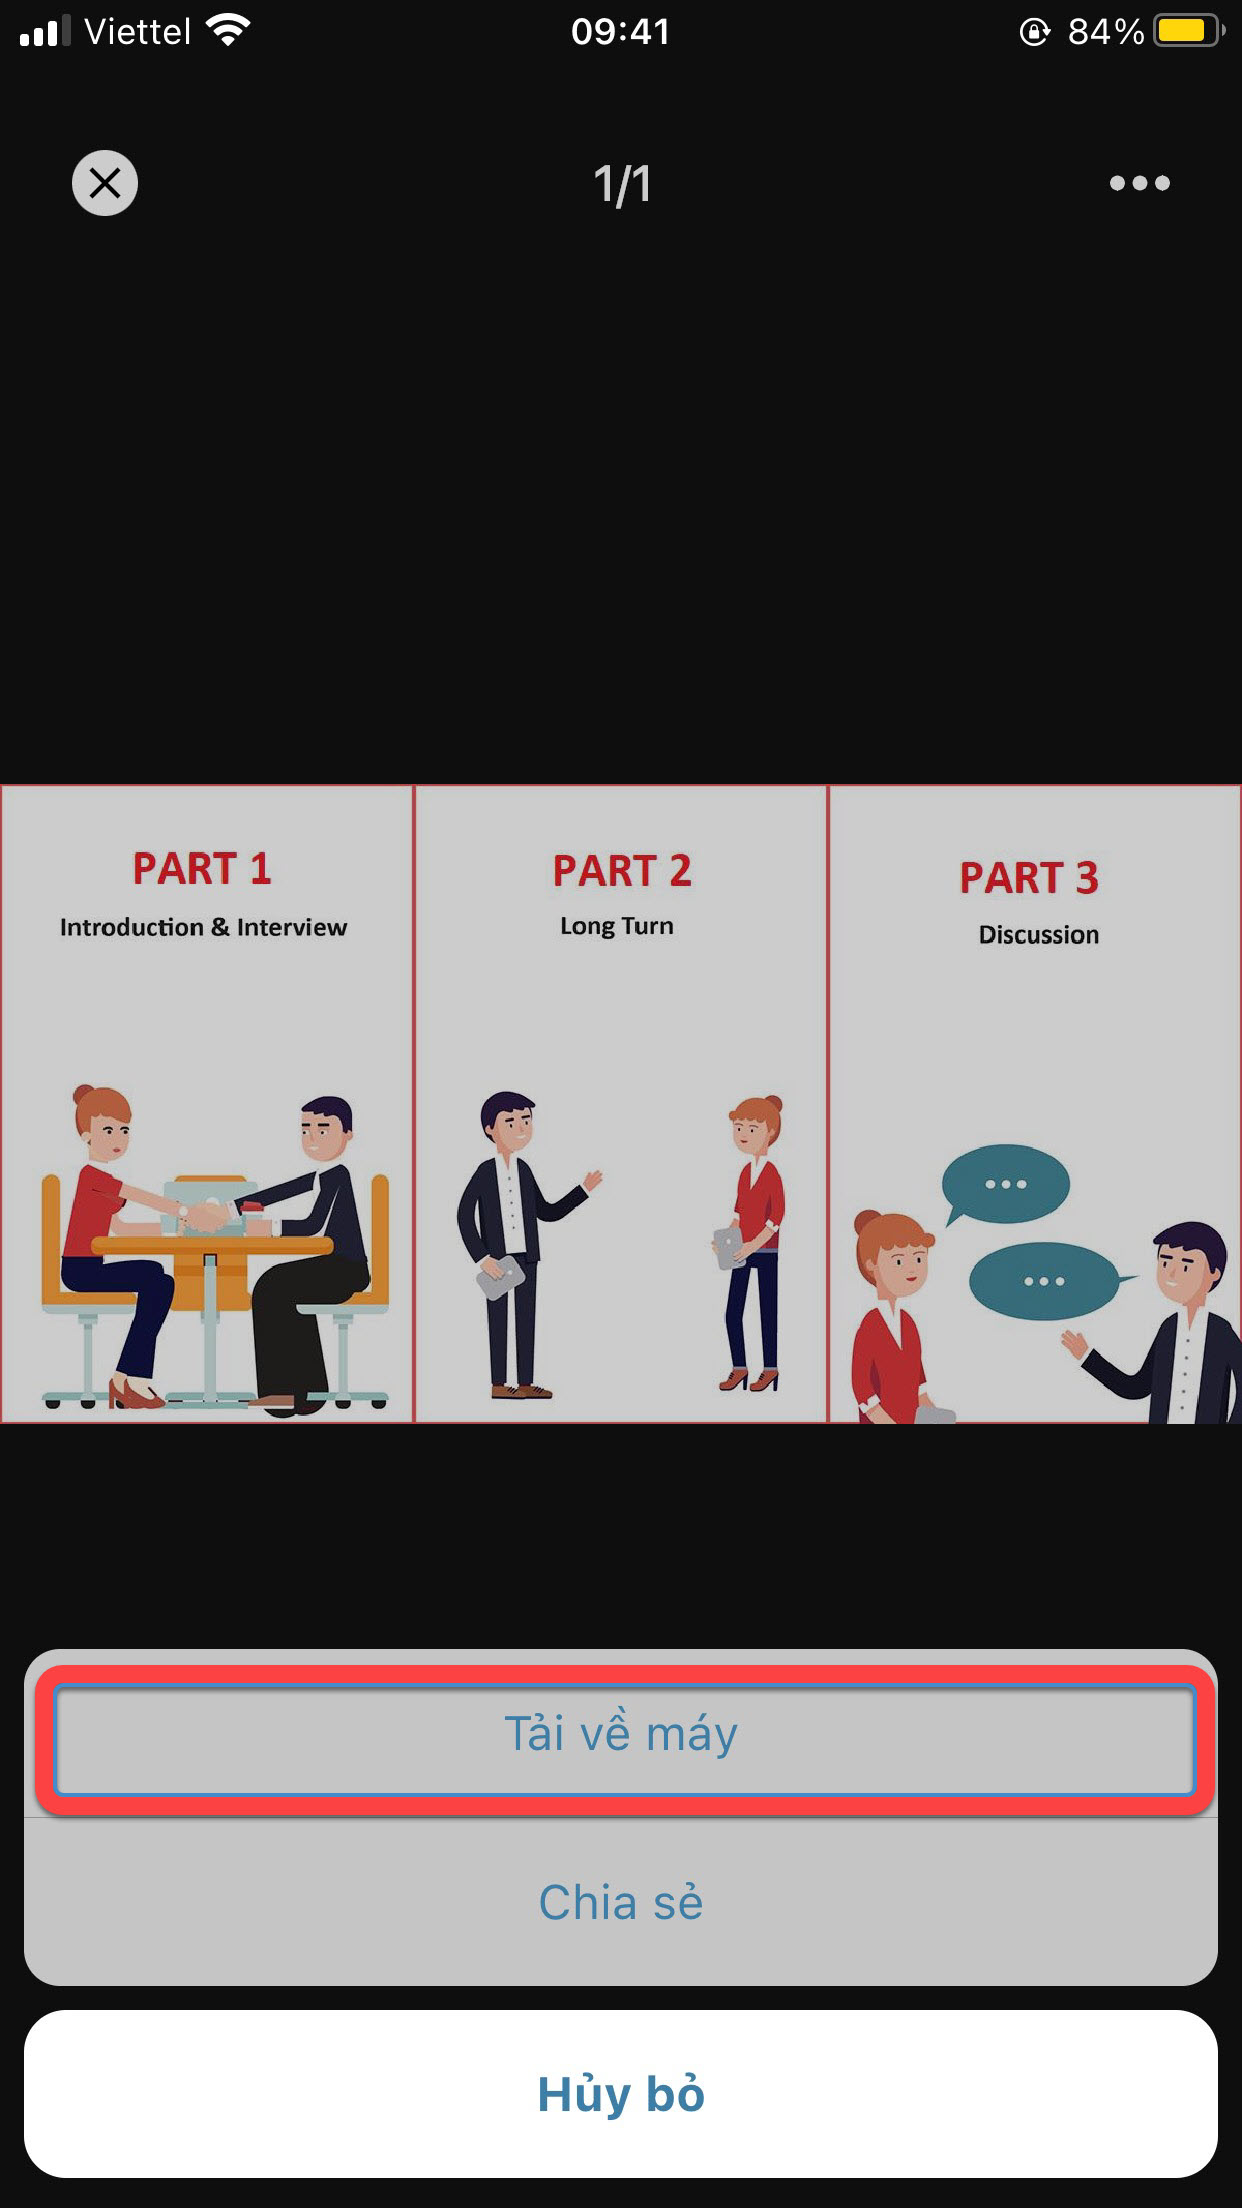 Viettel 09:41 84%
1/1
PART 1
Introduction & Interview
PART 2
Long Turn
PART 3
Discussion
Tải về máy
Chia sẻ
Hủy bỏ